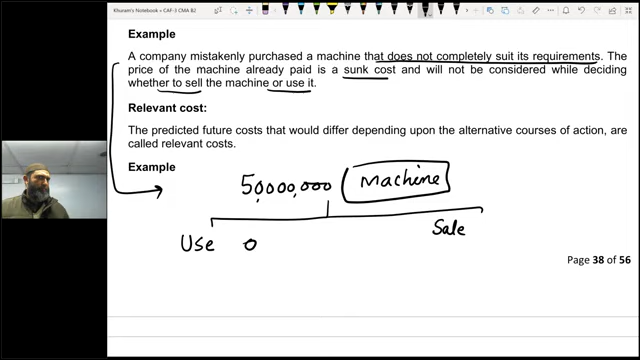 Khuram's Notebook » CAF-3 CMA B2
Example
A company mistakenly purchased a machine that does not completely suit its requirements. The
price of the machine already paid is a sunk cost and will not be considered while deciding
whether to sell the machine or use it.
Relevant cost:
The predicted future costs that would differ depending upon the alternative courses of action, are
called relevant costs.
Example
50,000,000 Machine
Use 0 Sale
Page 38 of 56